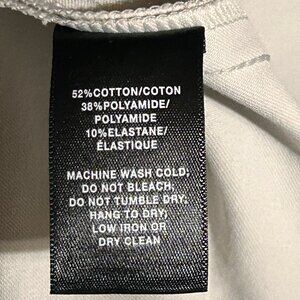 52%COTTON/COTON
38%POLYAMIDE/
POLYAMIDE
10%ELASTANE/
ÉLASTIQUE
MACHINE WASH COLD;
DO NOT BLEACH;
DO NOT TUMBLE DRY;
HANG TO DRY;
LOW IRON OR
DRY CLEAN